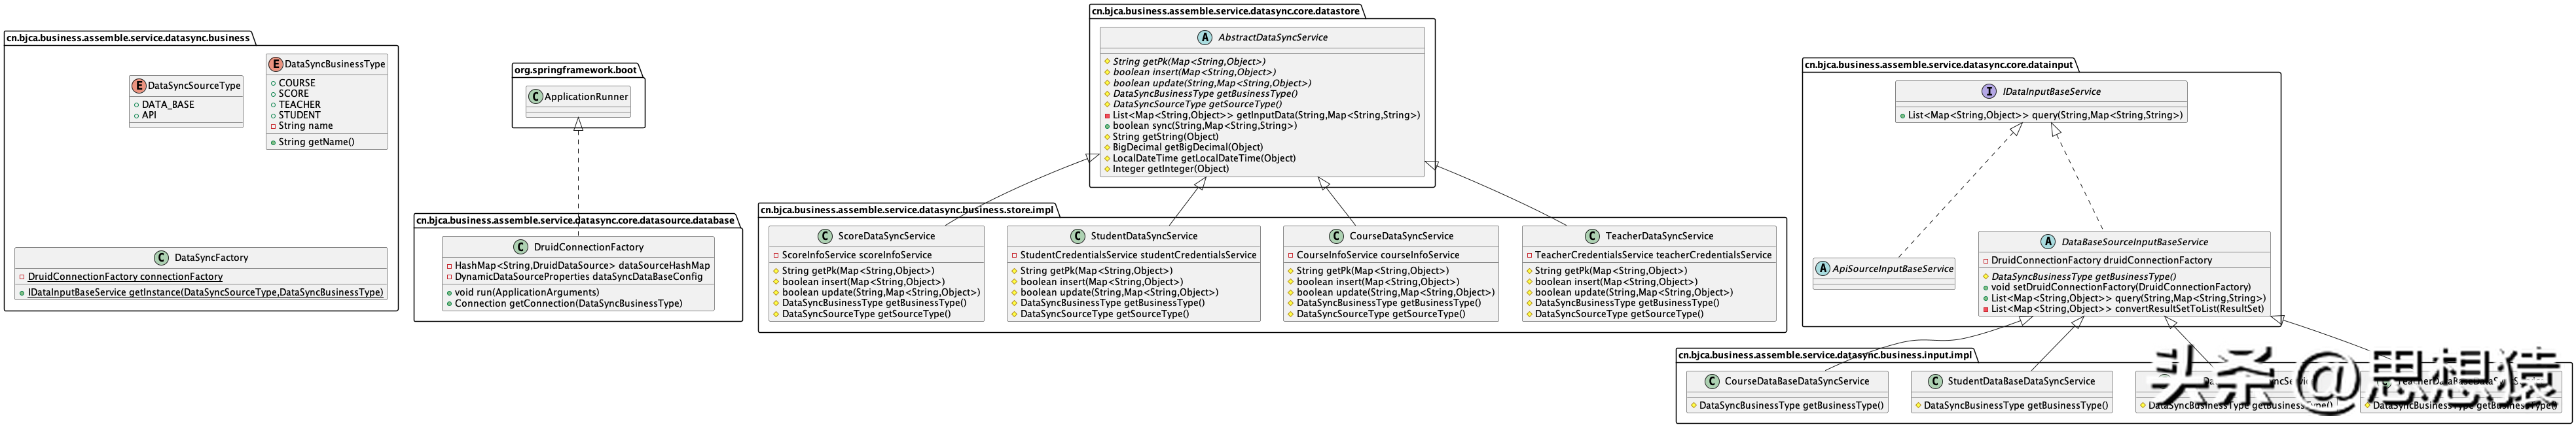 cn.bjca.business.assemble.service.datasync.business
E DataSyncSourceType
DATA_BASE
API
E DataSyncBusinessType
COURSE
SCORE
TEACHER
STUDENT
String name
String getName()
C DataSyncFactory
DruidConnectionFactory connectionFactory
IDataInputBaseService getInstance(DataSyncSourceType,DataSyncBusinessType)
org.springframework.boot
C ApplicationRunner
cn.bjca.business.assemble.service.datasync.core.datasource.database
C DruidConnectionFactory
HashMap<String,DruidDataSource> dataSourceHashMap
DynamicDataSourceProperties dataSyncDataBaseConfig
void run(ApplicationArguments)
Connection getConnection(DataSyncBusinessType)
cn.bjca.business.assemble.service.datasync.core.datastore
A AbstractDataSyncService
String getPk(Map<String,Object>)
boolean insert(Map<String,Object>)
boolean update(String,Map<String,Object>)
DataSyncBusinessType getBusinessType()
DataSyncSourceType getSourceType()
List<Map<String,Object>> getInputData(String,Map<String,String>)
boolean sync(String,Map<String,String>)
String getString(Object)
BigDecimal getBigDecimal(Object)
LocalDateTime getLocalDateTime(Object)
Integer getInteger(Object)
cn.bjca.business.assemble.service.datasync.business.store.impl
C ScoreDataSyncService
ScoreInfoService scoreInfoService
String getPk(Map<String,Object>)
boolean insert(Map<String,Object>)
boolean update(String,Map<String,Object>)
DataSyncBusinessType getBusinessType()
DataSyncSourceType getSourceType()
C StudentDataSyncService
StudentCredentialsService studentCredentialsService
String getPk(Map<String,Object>)
boolean insert(Map<String,Object>)
boolean update(String,Map<String,Object>)
DataSyncBusinessType getBusinessType()
DataSyncSourceType getSourceType()
C CourseDataSyncService
CourseInfoService courseInfoService
String getPk(Map<String,Object>)
boolean insert(Map<String,Object>)
boolean update(String,Map<String,Object>)
DataSyncBusinessType getBusinessType()
DataSyncSourceType getSourceType()
C TeacherDataSyncService
TeacherCredentialsService teacherCredentialsService
String getPk(Map<String,Object>)
boolean insert(Map<String,Object>)
boolean update(String,Map<String,Object>)
DataSyncBusinessType getBusinessType()
DataSyncSourceType getSourceType()
cn.bjca.business.assemble.service.datasync.core.datainput
I IDataInputBaseService
List<Map<String,Object>> query(String,Map<String,String>)
A ApiSourceInputBaseService
A DataBaseSourceInputBaseService
DruidConnectionFactory druidConnectionFactory
DataSyncBusinessType getBusinessType()
void setDruidConnectionFactory(DruidConnectionFactory)
List<Map<String,Object>> query(String,Map<String,String>)
List<Map<String,Object>> convertResultSetToList(ResultSet)
cn.bjca.business.assemble.service.datasync.business.input.impl
C CourseDataBaseDataSyncService
DataSyncBusinessType getBusinessType()
C StudentDataBaseDataSyncService
DataSyncBusinessType getBusinessType()
DataSyncBusinessType getBusinessType()
DataSyncBusinessType getBusinessType()
头条 @思想猿